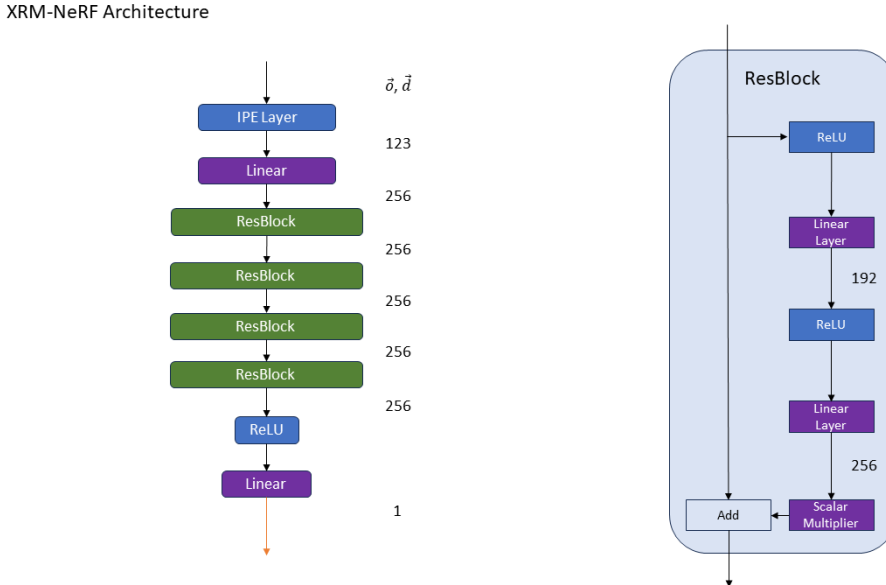 XRM-NeRF Architecture
o⃗, d⃗
IPE Layer
123
Linear
256
ResBlock
256
ResBlock
256
ResBlock
256
ResBlock
256
ReLU
Linear
1
ResBlock
ReLU
Linear
Layer
192
ReLU
Linear
Layer
256
Scalar
Multiplier
Add